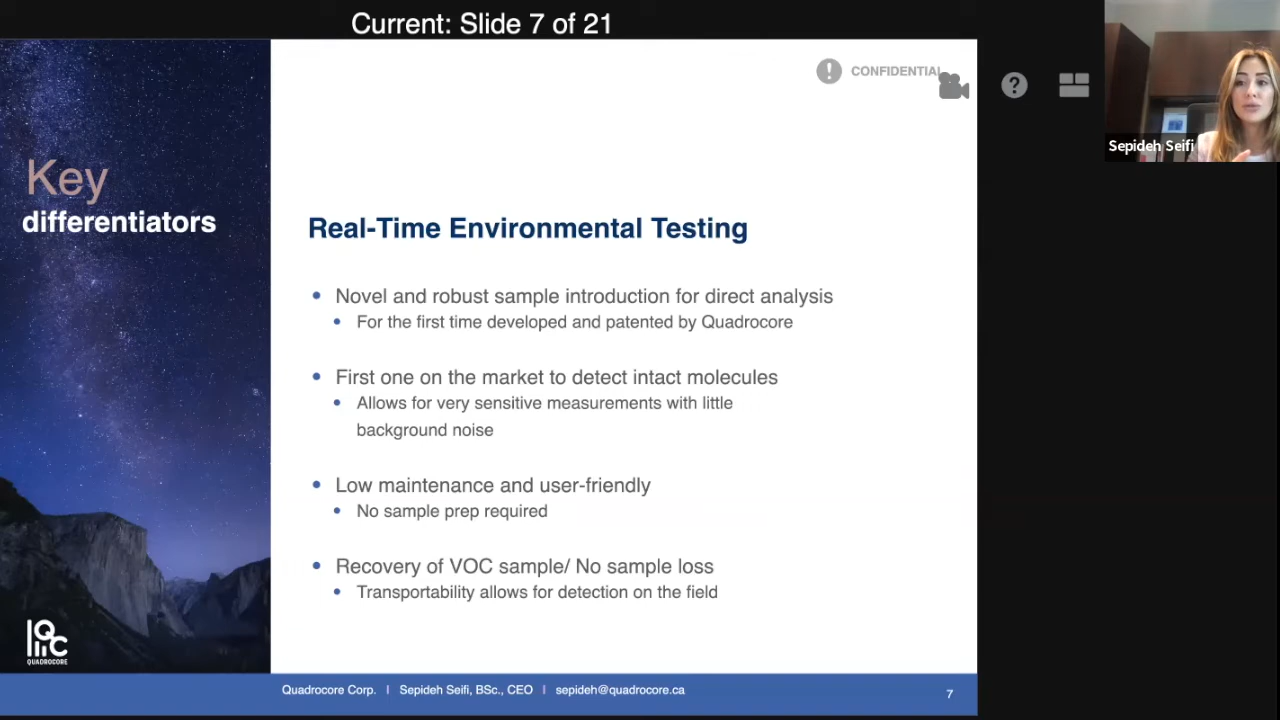 Current: Slide 7 of 21
CONFIDENTIAL
Sepideh Seifi
Key
differentiators
Real-Time Environmental Testing
• Novel and robust sample introduction for direct analysis
• For the first time developed and patented by Quadrocore
• First one on the market to detect intact molecules
• Allows for very sensitive measurements with little
background noise
• Low maintenance and user-friendly
• No sample prep required
• Recovery of VOC sample/ No sample loss
• Transportability allows for detection on the field
QUADROCORE
Quadrocore Corp. | Sepideh Seifi, BSc., CEO | sepideh@quadrocore.ca
7